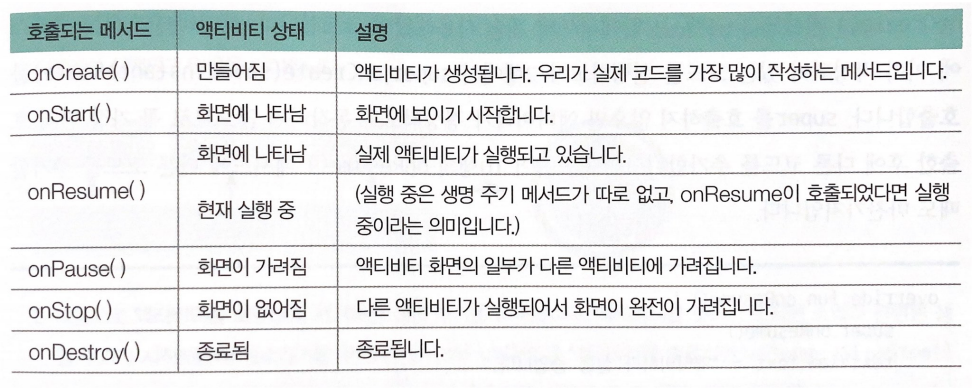 호출되는 메서드 액티비티 상태 설명
onCreate( ) 만들어짐 액티비티가 생성됩니다. 우리가 실제 코드를 가장 많이 작성하는 메서드입니다.
onStart( ) 화면에 나타남 화면에 보이기 시작합니다.
onResume( ) 화면에 나타남 실제 액티비티가 실행되고 있습니다.
현재 실행 중 (실행 중은 생명 주기 메서드가 따로 없고, onResume이 호출되었다면 실행
중이라는 의미입니다.)
onPause( ) 화면이 가려짐 액티비티 화면의 일부가 다른 액티비티에 가려집니다.
onStop( ) 화면이 없어짐 다른 액티비티가 실행되어서 화면이 완전이 가려집니다.
onDestroy( ) 종료됨 종료됩니다.